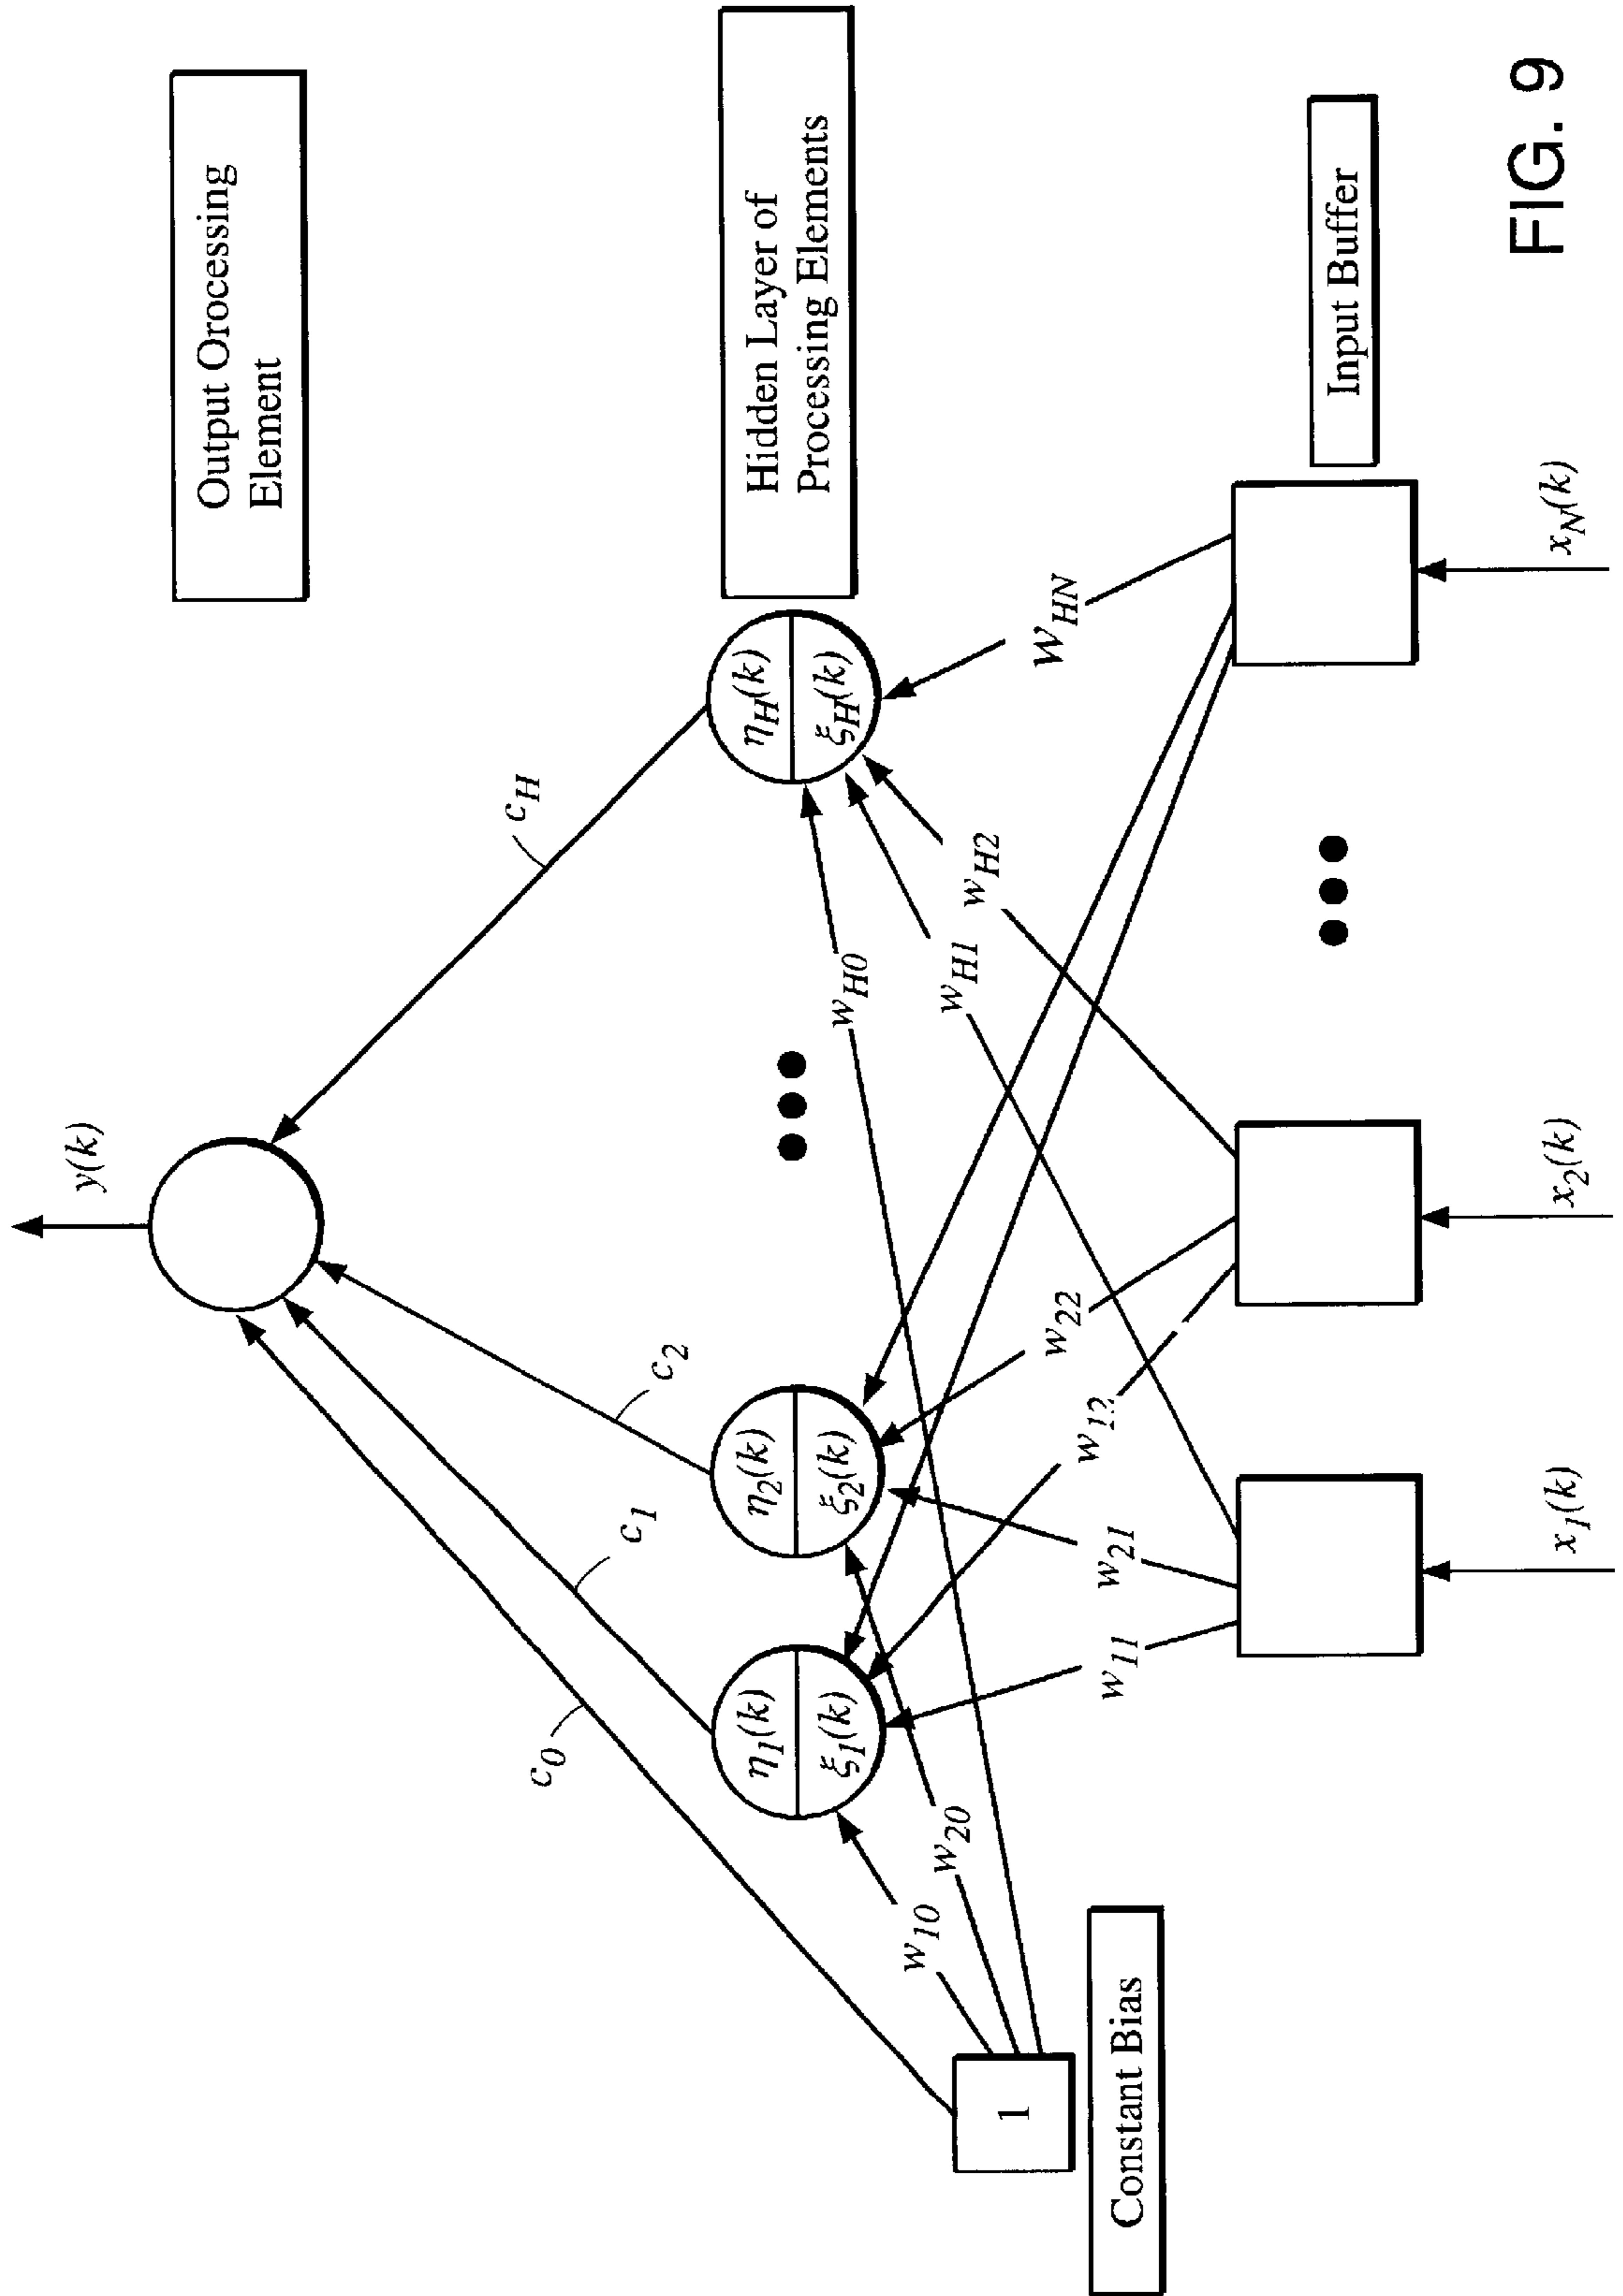 y(k)
Output Orocessing
Element
c_0
c_1
c_2
c_H
η_1(k)
ξ_1(k)
η_2(k)
ξ_2(k)
η_H(k)
ξ_H(k)
Hidden Layer of
Processing Elements
w_10
w_20
w_H0
w_11
w_21
w_12
w_22
w_H1
w_H2
w_HN
1
Constant Bias
Input Buffer
x_1(k)
x_2(k)
x_N(k)
FIG. 9